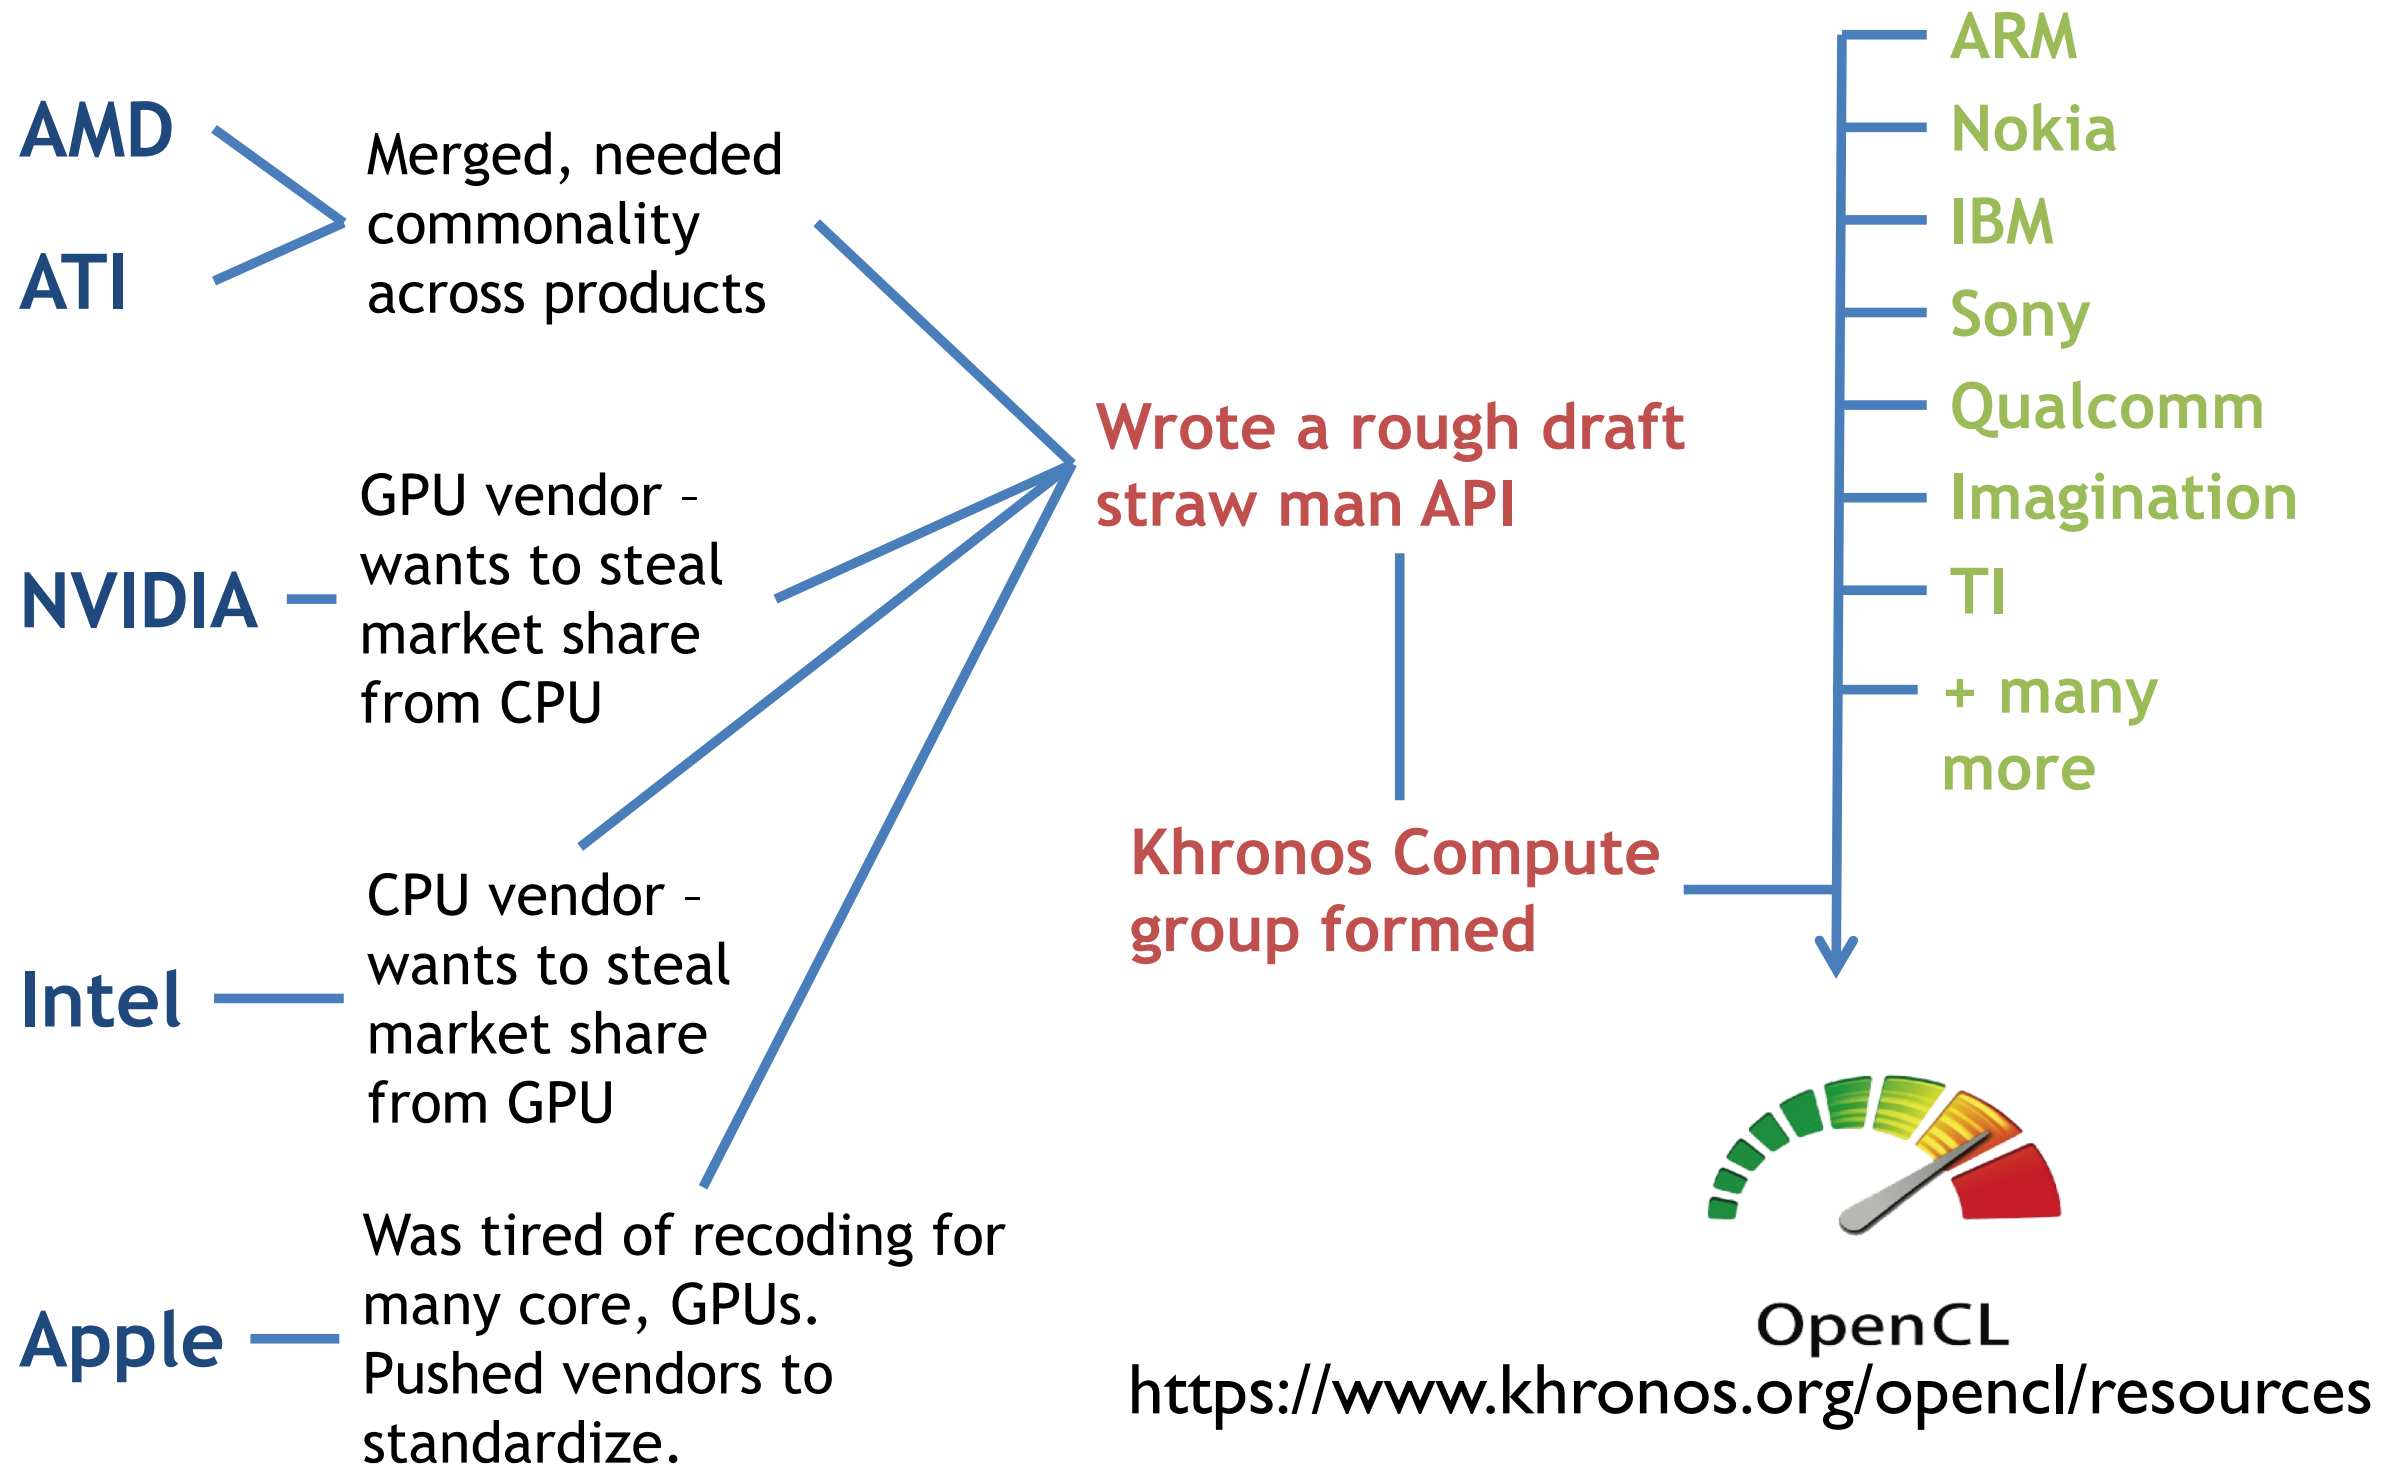 AMD
ATI
Merged, needed
commonality
across products
NVIDIA
GPU vendor –
wants to steal
market share
from CPU
Intel
CPU vendor –
wants to steal
market share
from GPU
Apple
Was tired of recoding for
many core, GPUs.
Pushed vendors to
standardize.
Wrote a rough draft
straw man API
Khronos Compute
group formed
ARM
Nokia
IBM
Sony
Qualcomm
Imagination
TI
+ many
more
OpenCL
https://www.khronos.org/opencl/resources